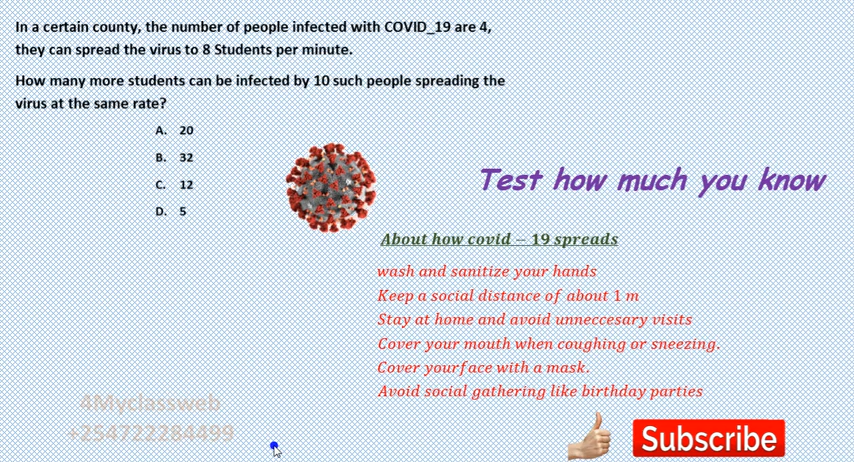 In a certain county, the number of people infected with COVID_19 are 4,
they can spread the virus to 8 Students per minute.
How many more students can be infected by 10 such people spreading the
virus at the same rate?
A. 20
B. 32
C. 12
D. 5
Test how much you know
About how covid – 19 spreads
wash and sanitize your hands
Keep a social distance of about 1 m
Stay at home and avoid unneccesary visits
Cover your mouth when coughing or sneezing.
Cover yourface with a mask.
Avoid social gathering like birthday parties
4Myclassweb
+254722284499
Subscribe